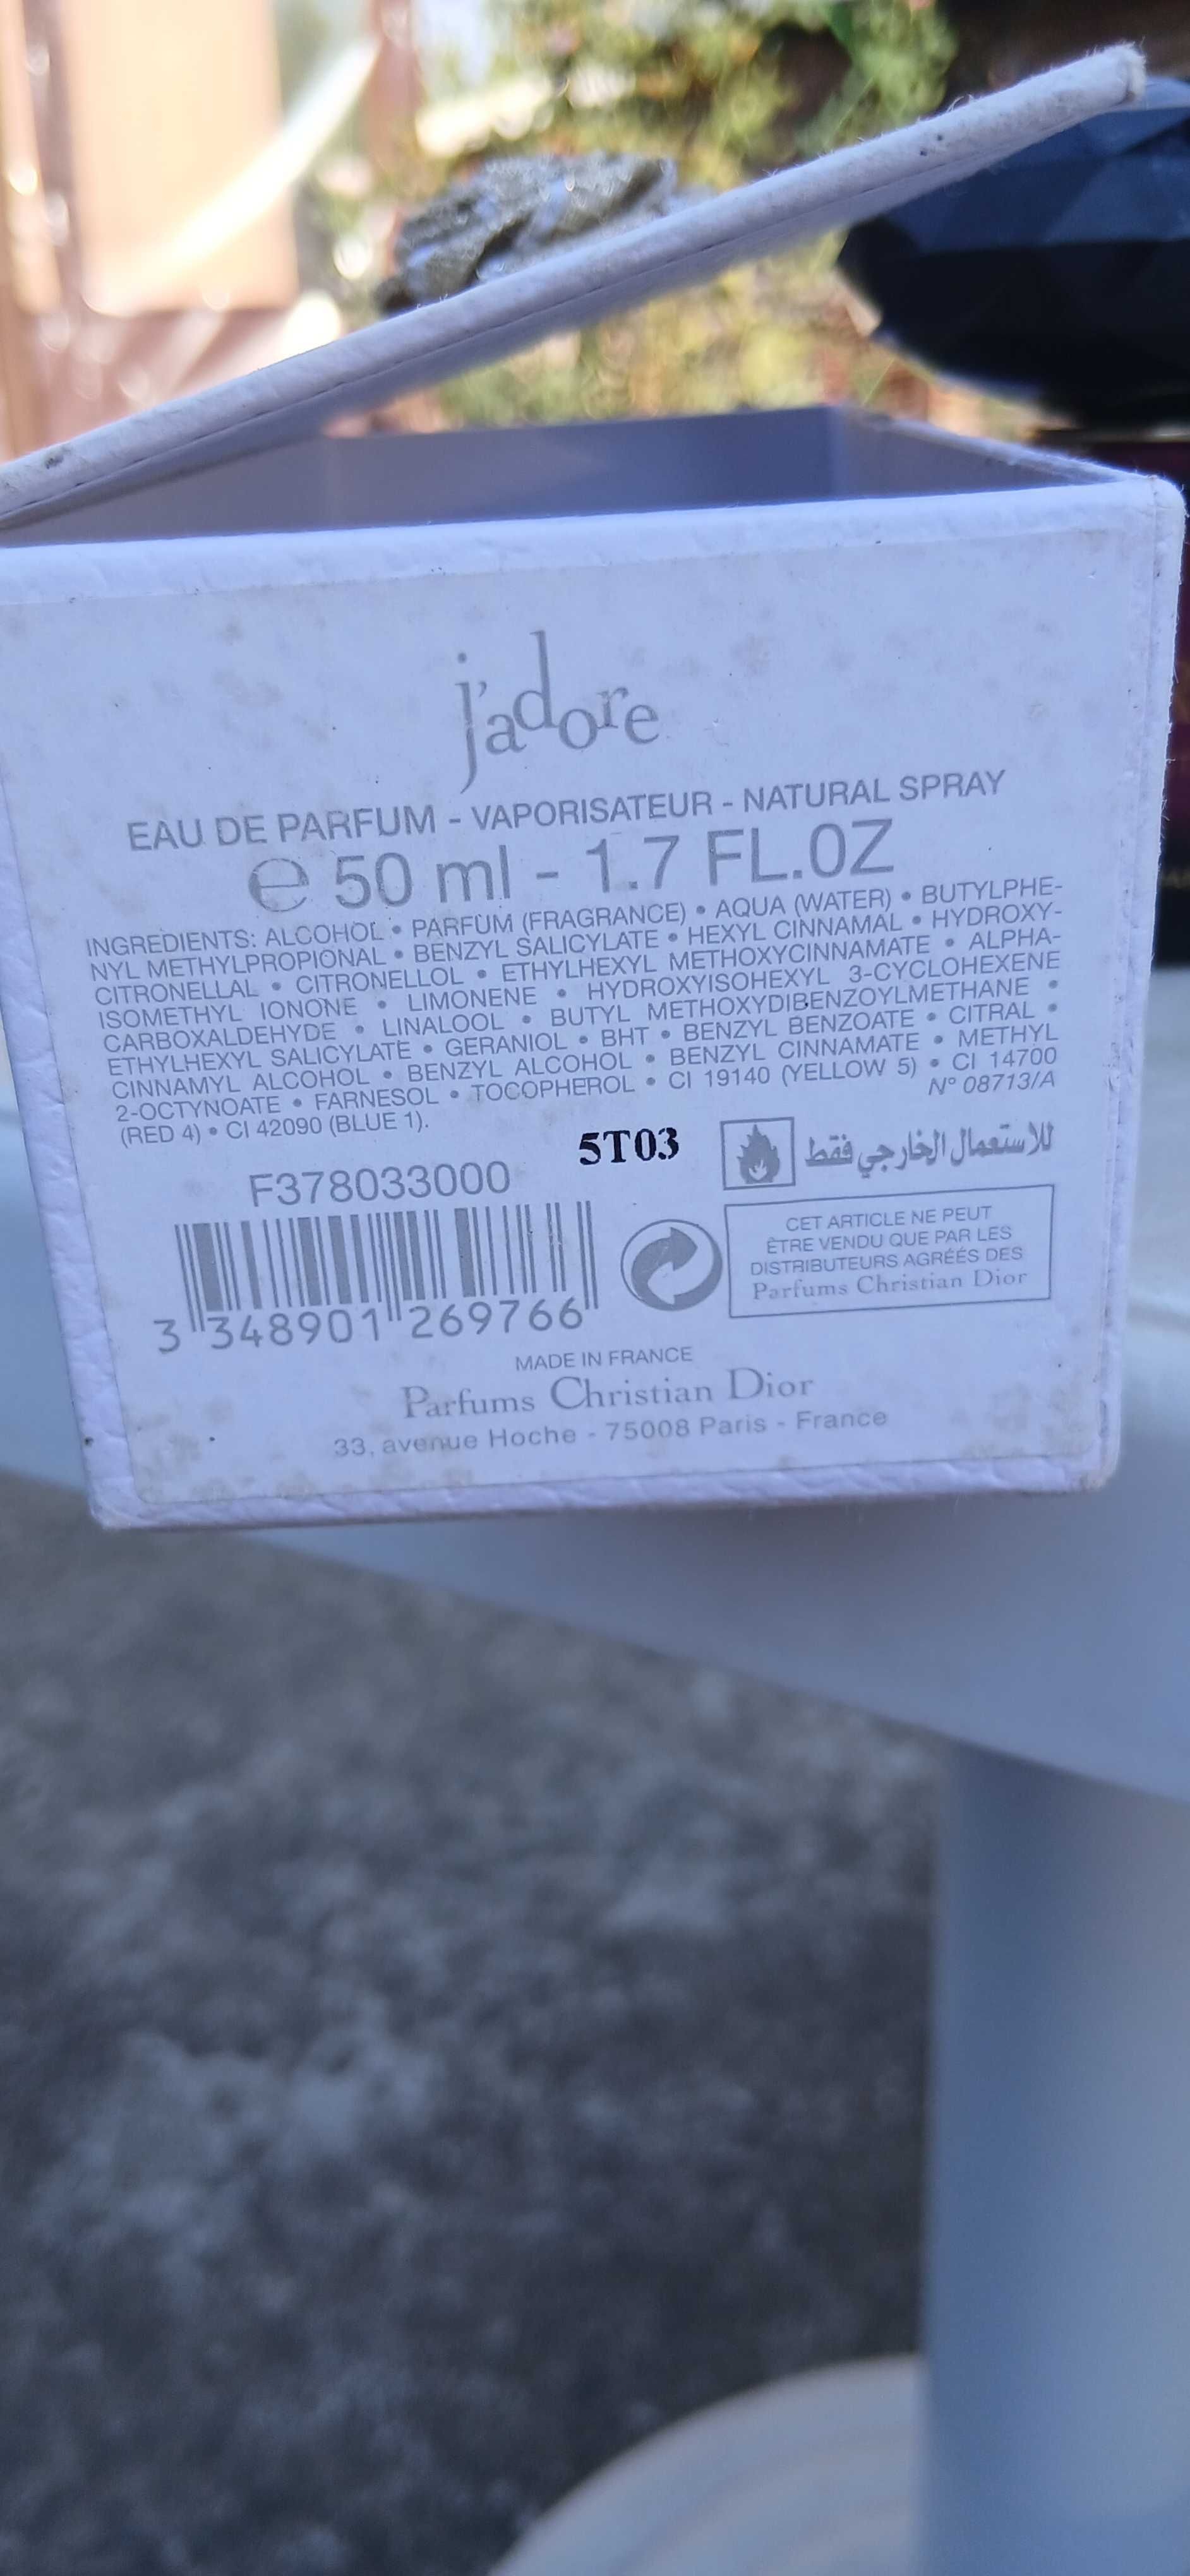 j'adore
EAU DE PARFUM - VAPORISATEUR - NATURAL SPRAY
℮ 50 ml - 1.7 FL.OZ
INGREDIENTS: ALCOHOL • PARFUM (FRAGRANCE) • AQUA (WATER) • BUTYLPHE-
NYL METHYLPROPIONAL • BENZYL SALICYLATE • HEXYL CINNAMAL • HYDROXY-
CITRONELLAL • CITRONELLOL • ETHYLHEXYL METHOXYCINNAMATE • ALPHA-
ISOMETHYL IONONE • LIMONENE • HYDROXYISOHEXYL 3-CYCLOHEXENE
CARBOXALDEHYDE • LINALOOL • BUTYL METHOXYDIBENZOYLMETHANE •
ETHYLHEXYL SALICYLATE • GERANIOL • BHT • BENZYL BENZOATE • CITRAL •
CINNAMYL ALCOHOL • BENZYL ALCOHOL • BENZYL CINNAMATE • METHYL
2-OCTYNOATE • FARNESOL • TOCOPHEROL • CI 19140 (YELLOW 5) • CI 14700
(RED 4) • CI 42090 (BLUE 1).
N° 08713/A
5T03
للاستعمال الخارجي فقط
F378033000
3 348901 269766
CET ARTICLE NE PEUT
ÊTRE VENDU QUE PAR LES
DISTRIBUTEURS AGRÉÉS DES
Parfums Christian Dior
MADE IN FRANCE
Parfums Christian Dior
33, avenue Hoche - 75008 Paris - France